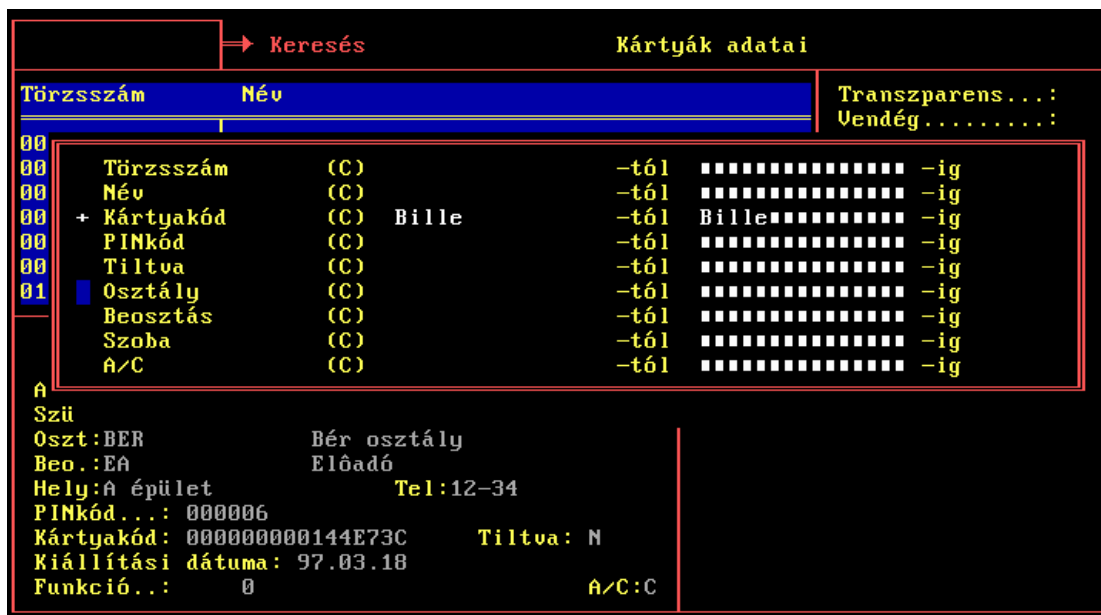 Keresés Kártyák adatai
Törzsszám Név Transzparens...:
Vendég.........:
00
00 Törzsszám (C) -tól -ig
00 Név (C) -tól -ig
00 + Kártyakód (C) Bille -tól Bille -ig
00 PINkód (C) -tól -ig
00 Tiltva (C) -tól -ig
01 Osztály (C) -tól -ig
Beosztás (C) -tól -ig
Szoba (C) -tól -ig
A/C (C) -tól -ig
A
Szü
Oszt:BER Bér osztály
Beo.:EA Elôadó
Hely:A épület Tel:12-34
PINkód...: 000006
Kártyakód: 000000000144E73C Tiltva: N
Kiállítási dátuma: 97.03.18
Funkció..: 0 A/C:C